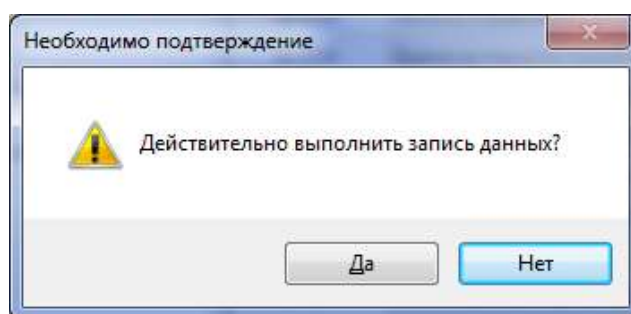 Необходимо подтверждение
Действительно выполнить запись данных?
Да
Нет